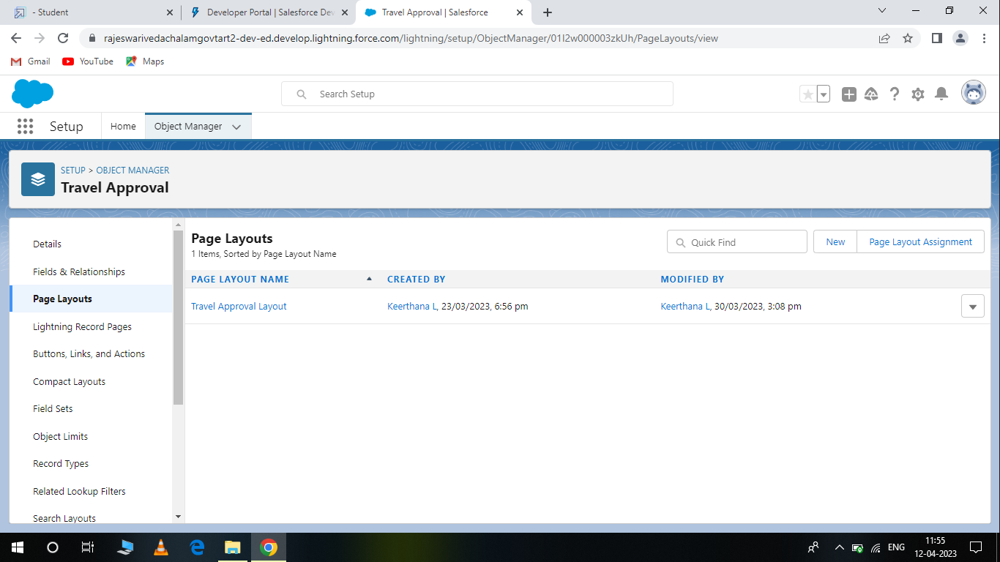 - Student
Developer Portal | Salesforce Dev
Travel Approval | Salesforce
rajeswarivedachalamgovtart2-dev-ed.develop.lightning.force.com/lightning/setup/ObjectManager/01I2w000003zkUh/PageLayouts/view
Gmail
YouTube
Maps
Search Setup
Setup
Home
Object Manager
SETUP > OBJECT MANAGER
Travel Approval
Details
Fields & Relationships
Page Layouts
Lightning Record Pages
Buttons, Links, and Actions
Compact Layouts
Field Sets
Object Limits
Record Types
Related Lookup Filters
Search Layouts
Page Layouts
1 Items, Sorted by Page Layout Name
Quick Find
New
Page Layout Assignment
PAGE LAYOUT NAME CREATED BY MODIFIED BY
Travel Approval Layout Keerthana L, 23/03/2023, 6:56 pm Keerthana L, 30/03/2023, 3:08 pm
ENG
11:55
12-04-2023